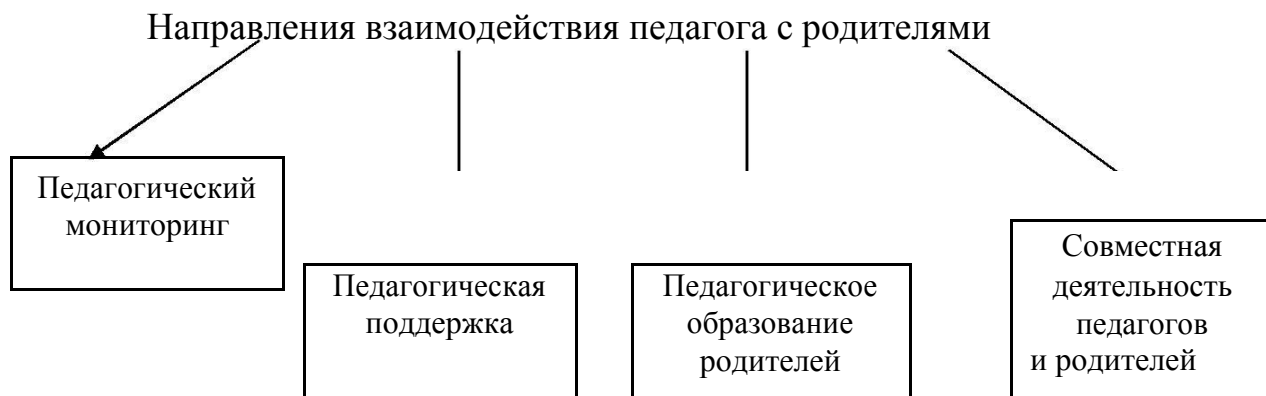 Направления взаимодействия педагога с родителями
Педагогический
мониторинг
Педагогическая
поддержка
Педагогическое
образование
родителей
Совместная
деятельность
педагогов
и родителей